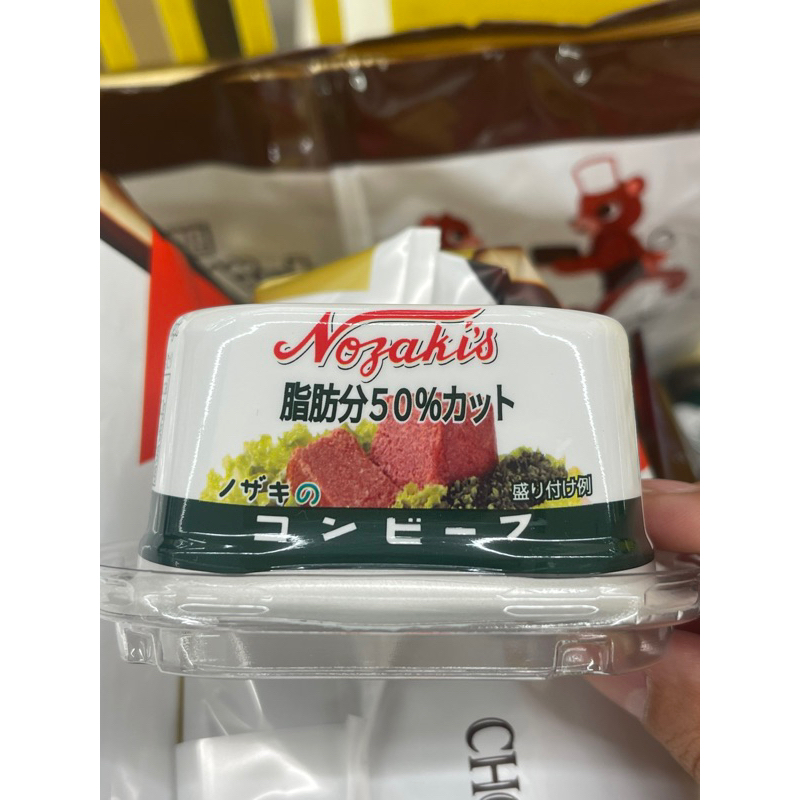 Nozaki's
脂肪分50%カット
ノザキの
盛り付け例
コンビーフ
CHO